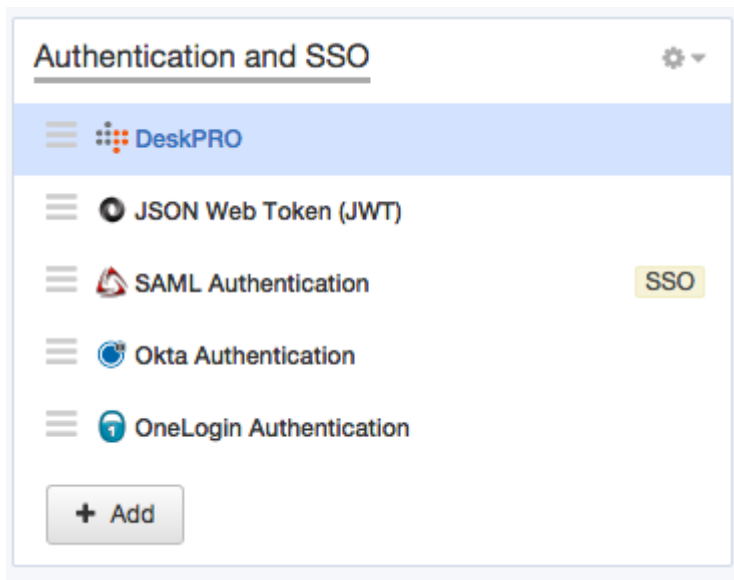 Authentication and SSO
DeskPRO
JSON Web Token (JWT)
SAML Authentication SSO
Okta Authentication
OneLogin Authentication
+ Add